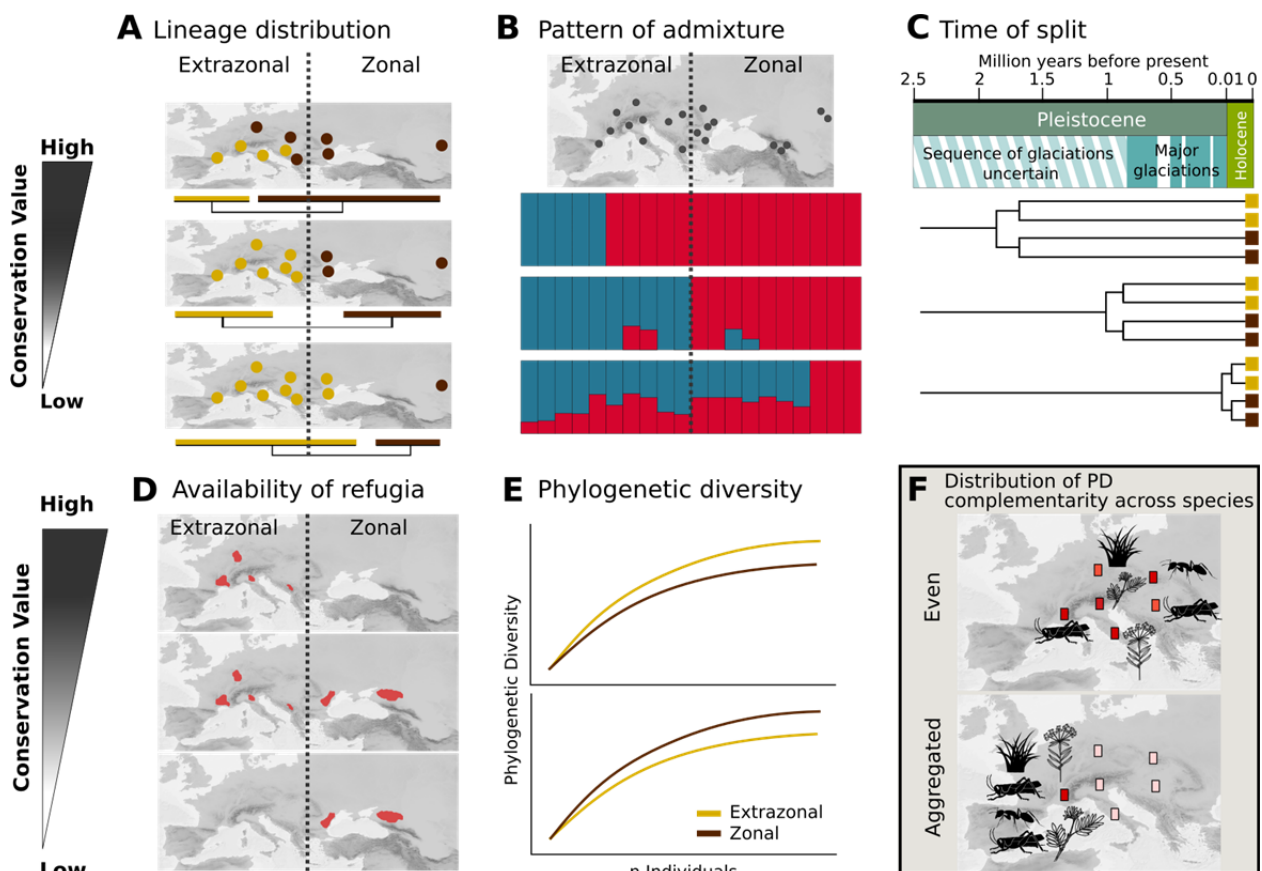 A Lineage distribution
Extrazonal Zonal
B Pattern of admixture
Extrazonal Zonal
C Time of split
Million years before present
2.5 2 1.5 1 0.5 0.01 0
Pleistocene
Holocene
Sequence of glaciations
uncertain
Major
glaciations
High
Conservation Value
Low
D Availability of refugia
Extrazonal Zonal
High
Conservation Value
Low
E Phylogenetic diversity
Phylogenetic Diversity
Extrazonal
Zonal
n Individuals
F Distribution of PD
complementarity across species
Even
Aggregated